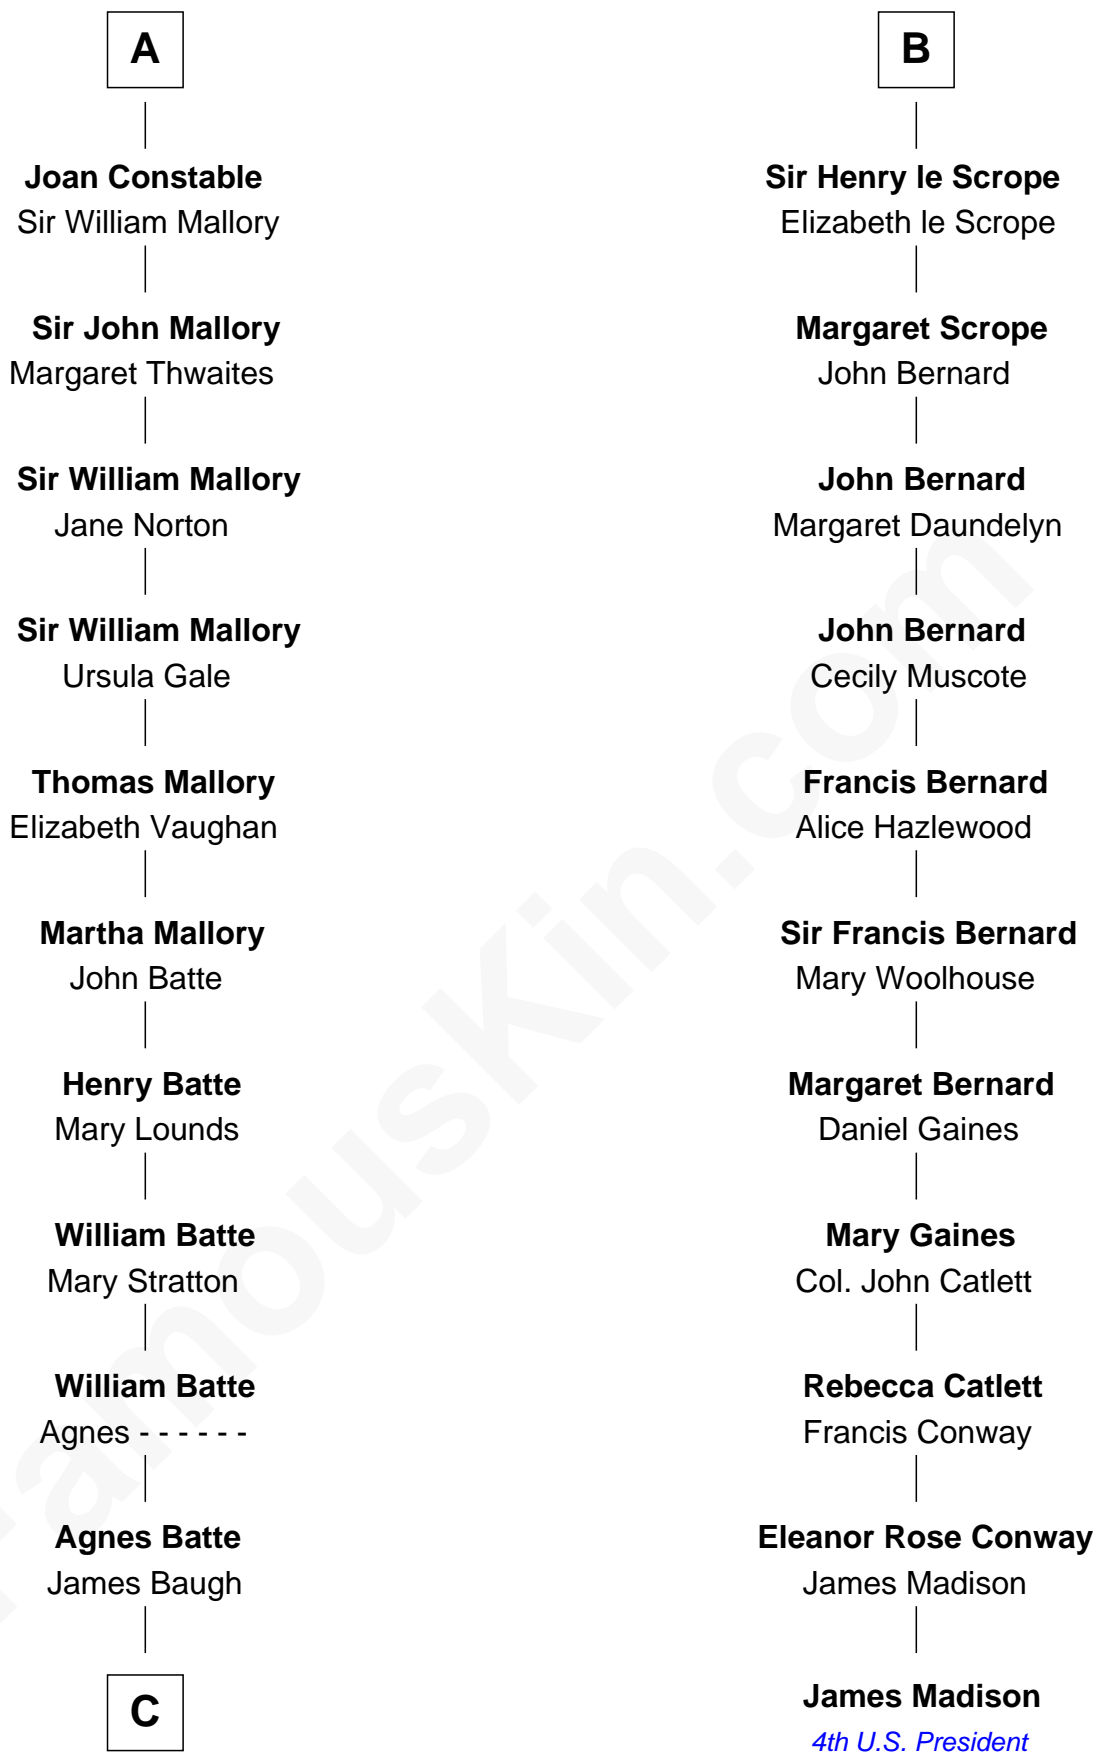 A
Joan Constable
Sir William Mallory
Sir John Mallory
Margaret Thwaites
Sir William Mallory
Jane Norton
Sir William Mallory
Ursula Gale
Thomas Mallory
Elizabeth Vaughan
Martha Mallory
John Batte
Henry Batte
Mary Lounds
William Batte
Mary Stratton
William Batte
Agnes - - - - - -
Agnes Batte
James Baugh
C
B
Sir Henry le Scrope
Elizabeth le Scrope
Margaret Scrope
John Bernard
John Bernard
Margaret Daundelyn
John Bernard
Cecily Muscote
Francis Bernard
Alice Hazlewood
Sir Francis Bernard
Mary Woolhouse
Margaret Bernard
Daniel Gaines
Mary Gaines
Col. John Catlett
Rebecca Catlett
Francis Conway
Eleanor Rose Conway
James Madison
James Madison
4th U.S. President
FamousKin.com